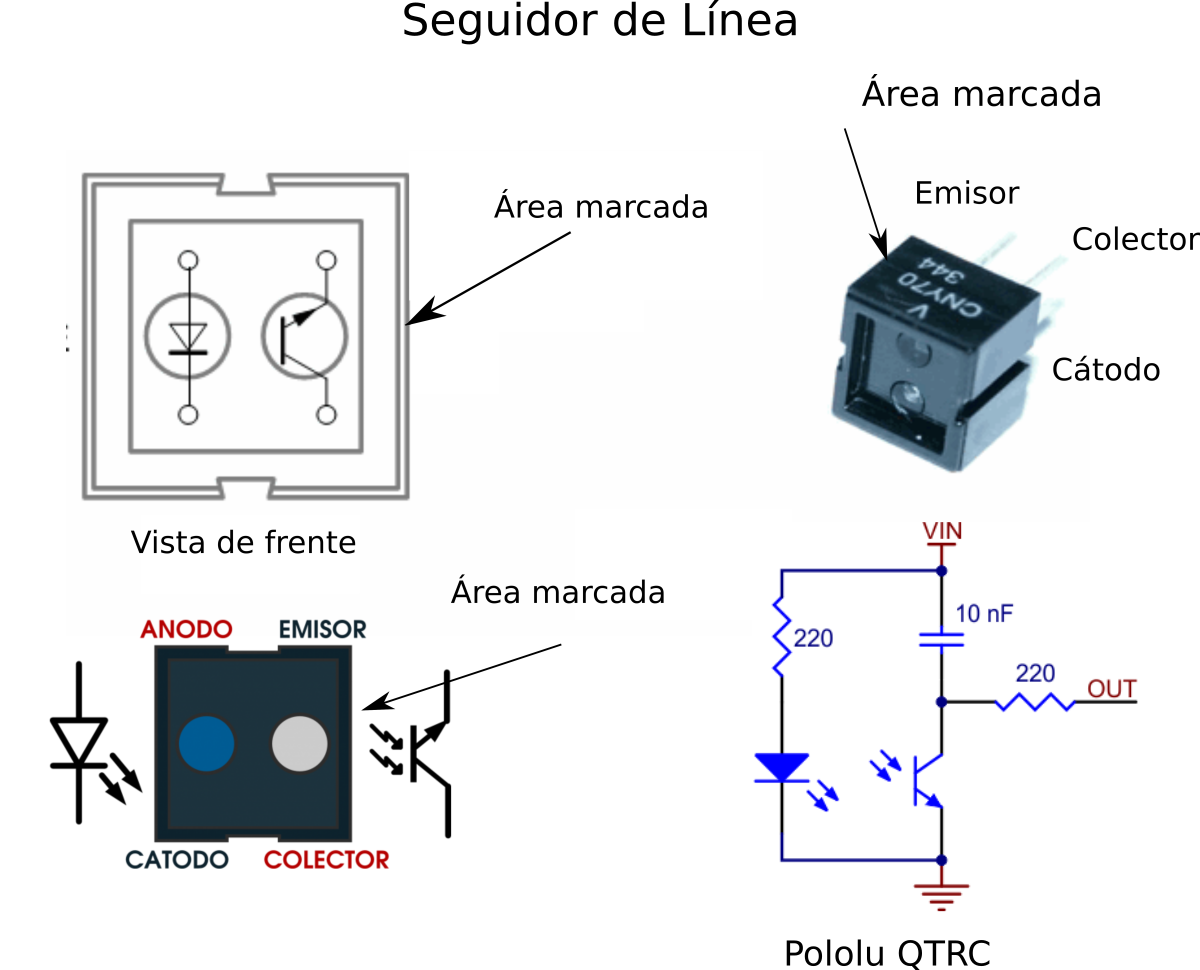 Seguidor de Línea
Área marcada
Área marcada
Emisor
Colector
344
CNY70
V
Cátodo
Vista de frente
Área marcada
ANODO
EMISOR
CATODO
COLECTOR
VIN
10 nF
220
220
OUT
Pololu QTRC